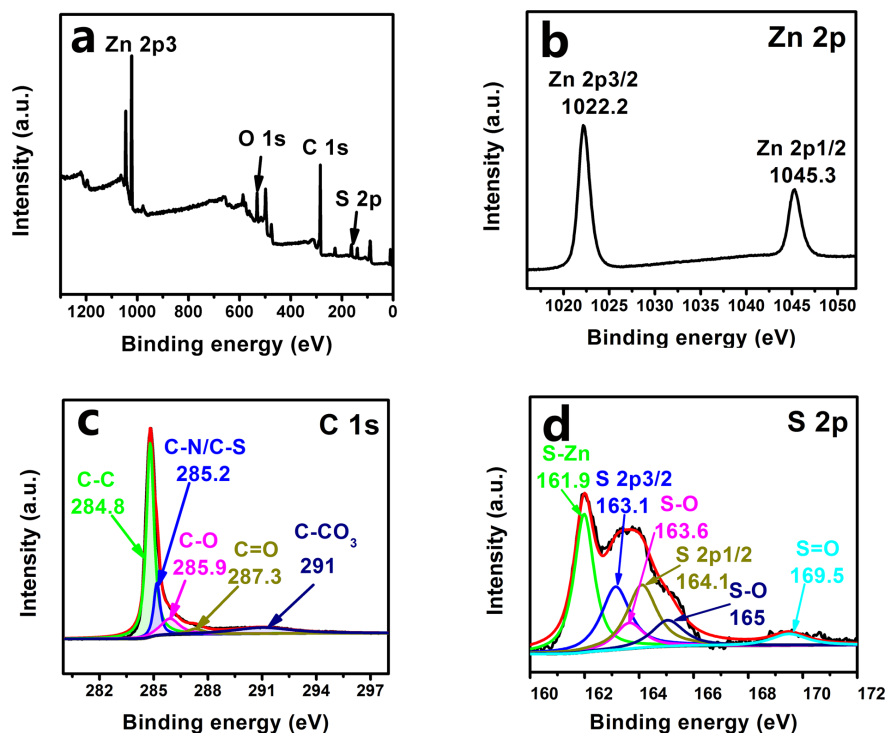 a
Zn 2p3
O 1s
C 1s
S 2p
Intensity (a.u.)
1200 1000 800 600 400 200 0
Binding energy (eV)
b
Zn 2p
Zn 2p3/2
1022.2
Zn 2p1/2
1045.3
Intensity (a.u.)
1020 1025 1030 1035 1040 1045 1050
Binding energy (eV)
c
C 1s
C-N/C-S
285.2
C-C
284.8
C-O
285.9
C=O
287.3
C-CO₃
291
Intensity (a.u.)
282 285 288 291 294 297
Binding energy (eV)
d
S 2p
S-Zn
161.9
S 2p3/2
163.1
S-O
163.6
S 2p1/2
164.1
S-O
165
S=O
169.5
Intensity (a.u.)
160 162 164 166 168 170 172
Binding energy (eV)